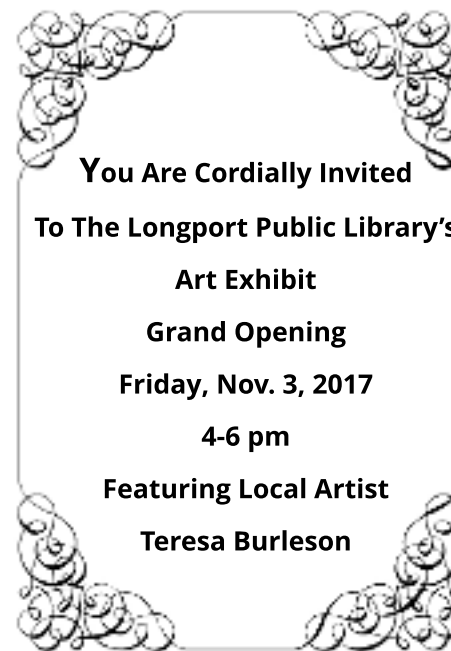 You Are Cordially Invited
To The Longport Public Library’s
Art Exhibit
Grand Opening
Friday, Nov. 3, 2017
4-6 pm
Featuring Local Artist
Teresa Burleson